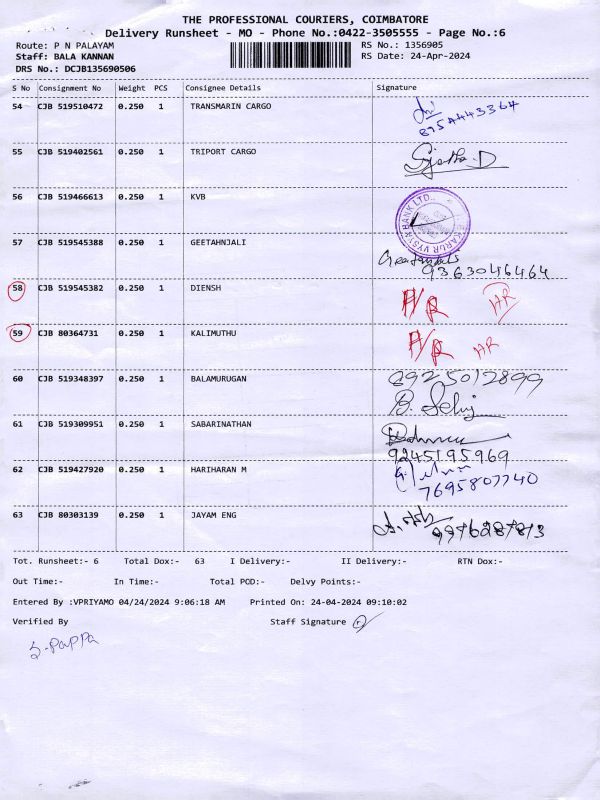 THE PROFESSIONAL COURIERS, COIMBATORE
Delivery Runsheet - MO - Phone No.:0422-3505555 - Page No.:6
Route: P N PALAYAM RS No.: 1356905
Staff: BALA KANNAN RS Date: 24-Apr-2024
DRS No.: DCJB135690506
S No Consignment No Weight PCS Consignee Details Signature
54 CJB 519510472 0.250 1 TRANSMARIN CARGO
55 CJB 519402561 0.250 1 TRIPORT CARGO
56 CJB 519466613 0.250 1 KVB KARUR VYSYA BANK LTD.
57 CJB 519545388 0.250 1 GEETAHNJALI
9363046464
58 CJB 519545382 0.250 1 DIENSH H/R HR
59 CJB 80364731 0.250 1 KALIMUTHU H/R HR
60 CJB 519348397 0.250 1 BALAMURUGAN 8925012899
61 CJB 519309951 0.250 1 SABARINATHAN
9245195969
62 CJB 519427920 0.250 1 HARIHARAN M
7695807740
63 CJB 80303139 0.250 1 JAYAM ENG
Tot. Runsheet:- 6 Total Dox:- 63 I Delivery:- II Delivery:- RTN Dox:-
Out Time:- In Time:- Total POD:- Delvy Points:-
Entered By :VPRIYAMO 04/24/2024 9:06:18 AM Printed On: 24-04-2024 09:10:02
Verified By Staff Signature
S. Pappa